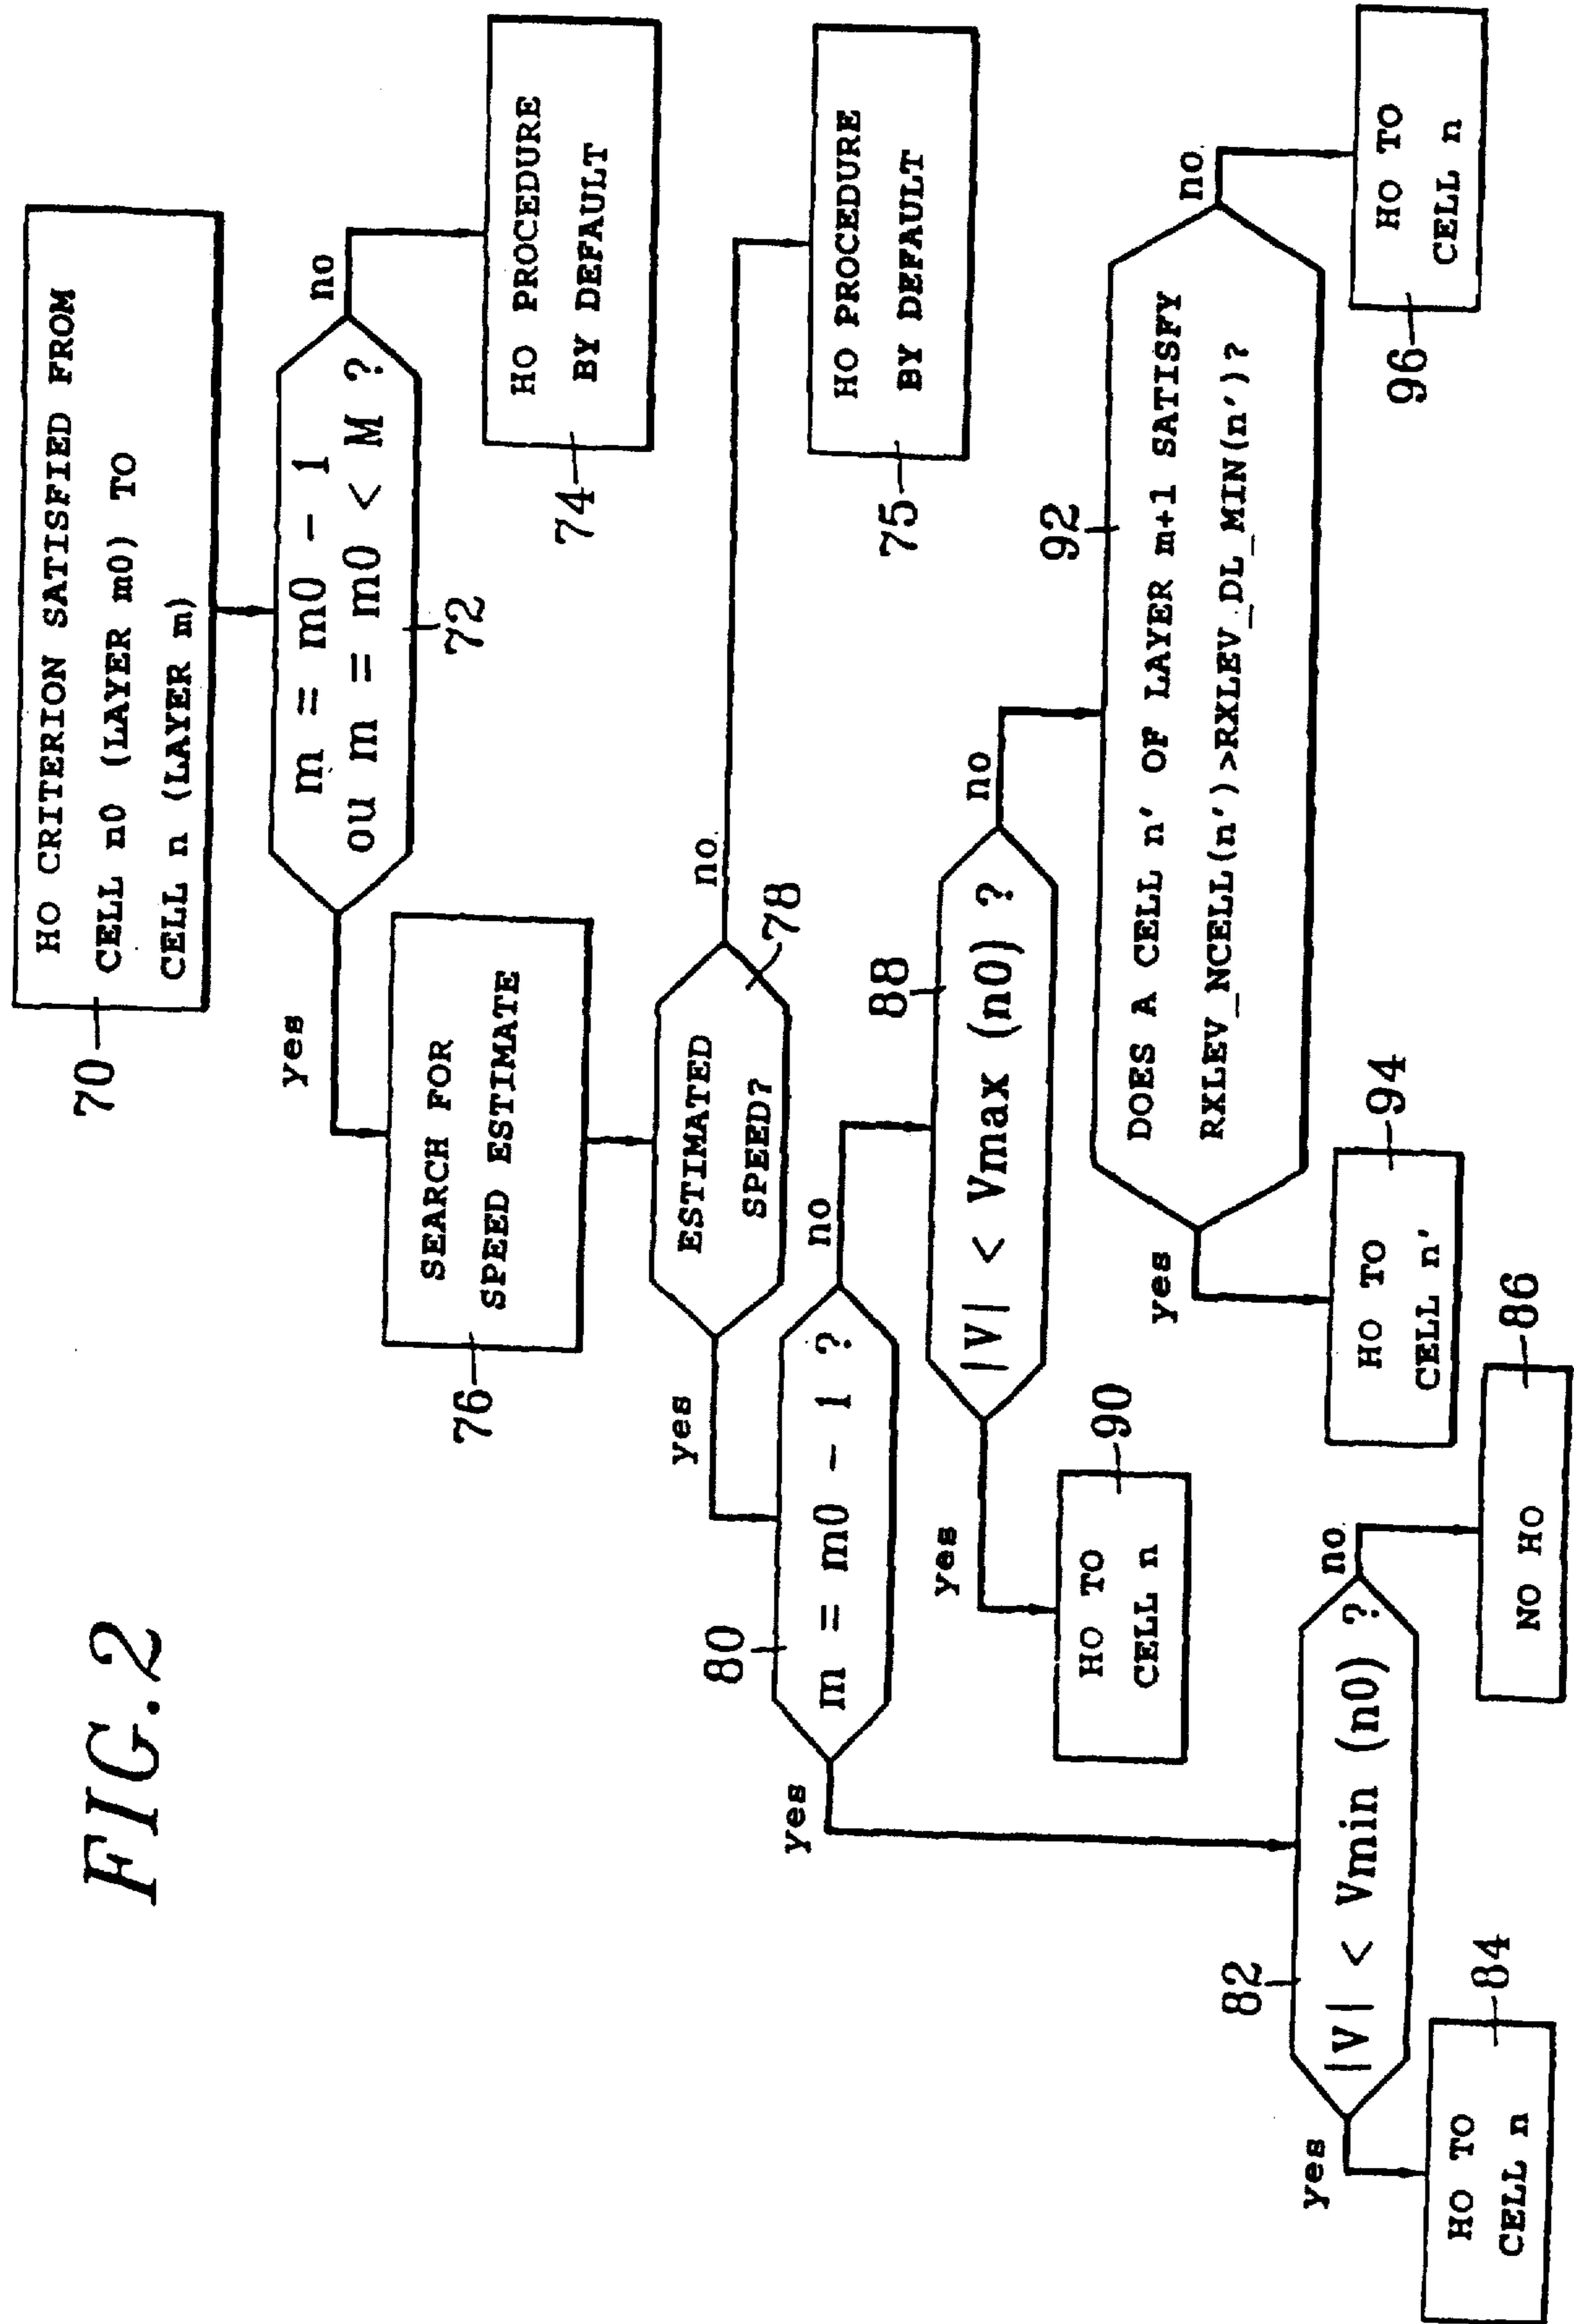 FIG.2
70
HO CRITERION SATISFIED FROM
CELL n0 (LAYER m0) TO
CELL n (LAYER m)
m = m0 - 1
ou m = m0 < M ?
72
yes
no
74
HO PROCEDURE
BY DEFAULT
76
SEARCH FOR
SPEED ESTIMATE
ESTIMATED
SPEED?
78
yes
no
75
HO PROCEDURE
BY DEFAULT
80
m = m0 - 1 ?
yes
no
88
|V| < Vmax (n0) ?
yes
no
90
HO TO
CELL n
92
DOES A CELL n' OF LAYER m+1 SATISFY
RXLEV_NCELL(n')>RXLEV_DL_MIN(n')?
yes
no
94
HO TO
CELL n'
96
HO TO
CELL n
82
|V| < Vmin (n0) ?
yes
no
84
HO TO
CELL n
86
NO HO